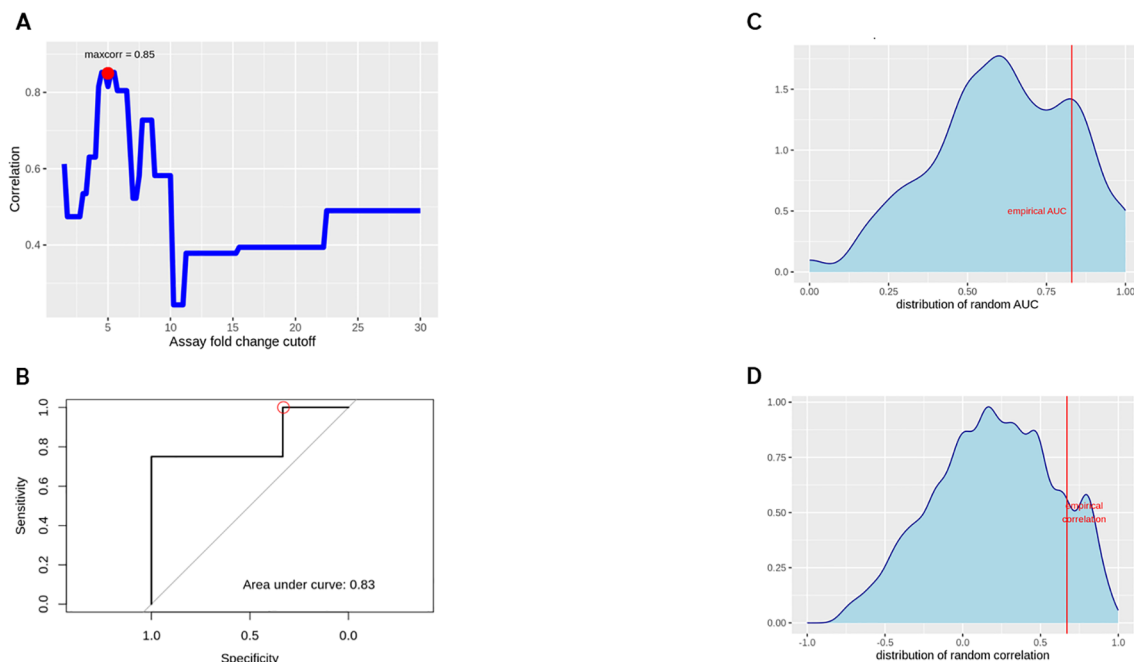 A
maxcorr = 0.85
0.8
0.6
0.4
Correlation
5 10 15 20 25 30
Assay fold change cutoff
B
1.0
0.8
0.6
0.4
0.2
0.0
Sensitivity
Area under curve: 0.83
1.0 0.5 0.0
Specificity
C
1.5
1.0
0.5
0.0
empirical AUC
0.00 0.25 0.50 0.75 1.00
distribution of random AUC
D
1.00
0.75
0.50
0.25
0.00
empirical
correlation
-1.0 -0.5 0.0 0.5 1.0
distribution of random correlation